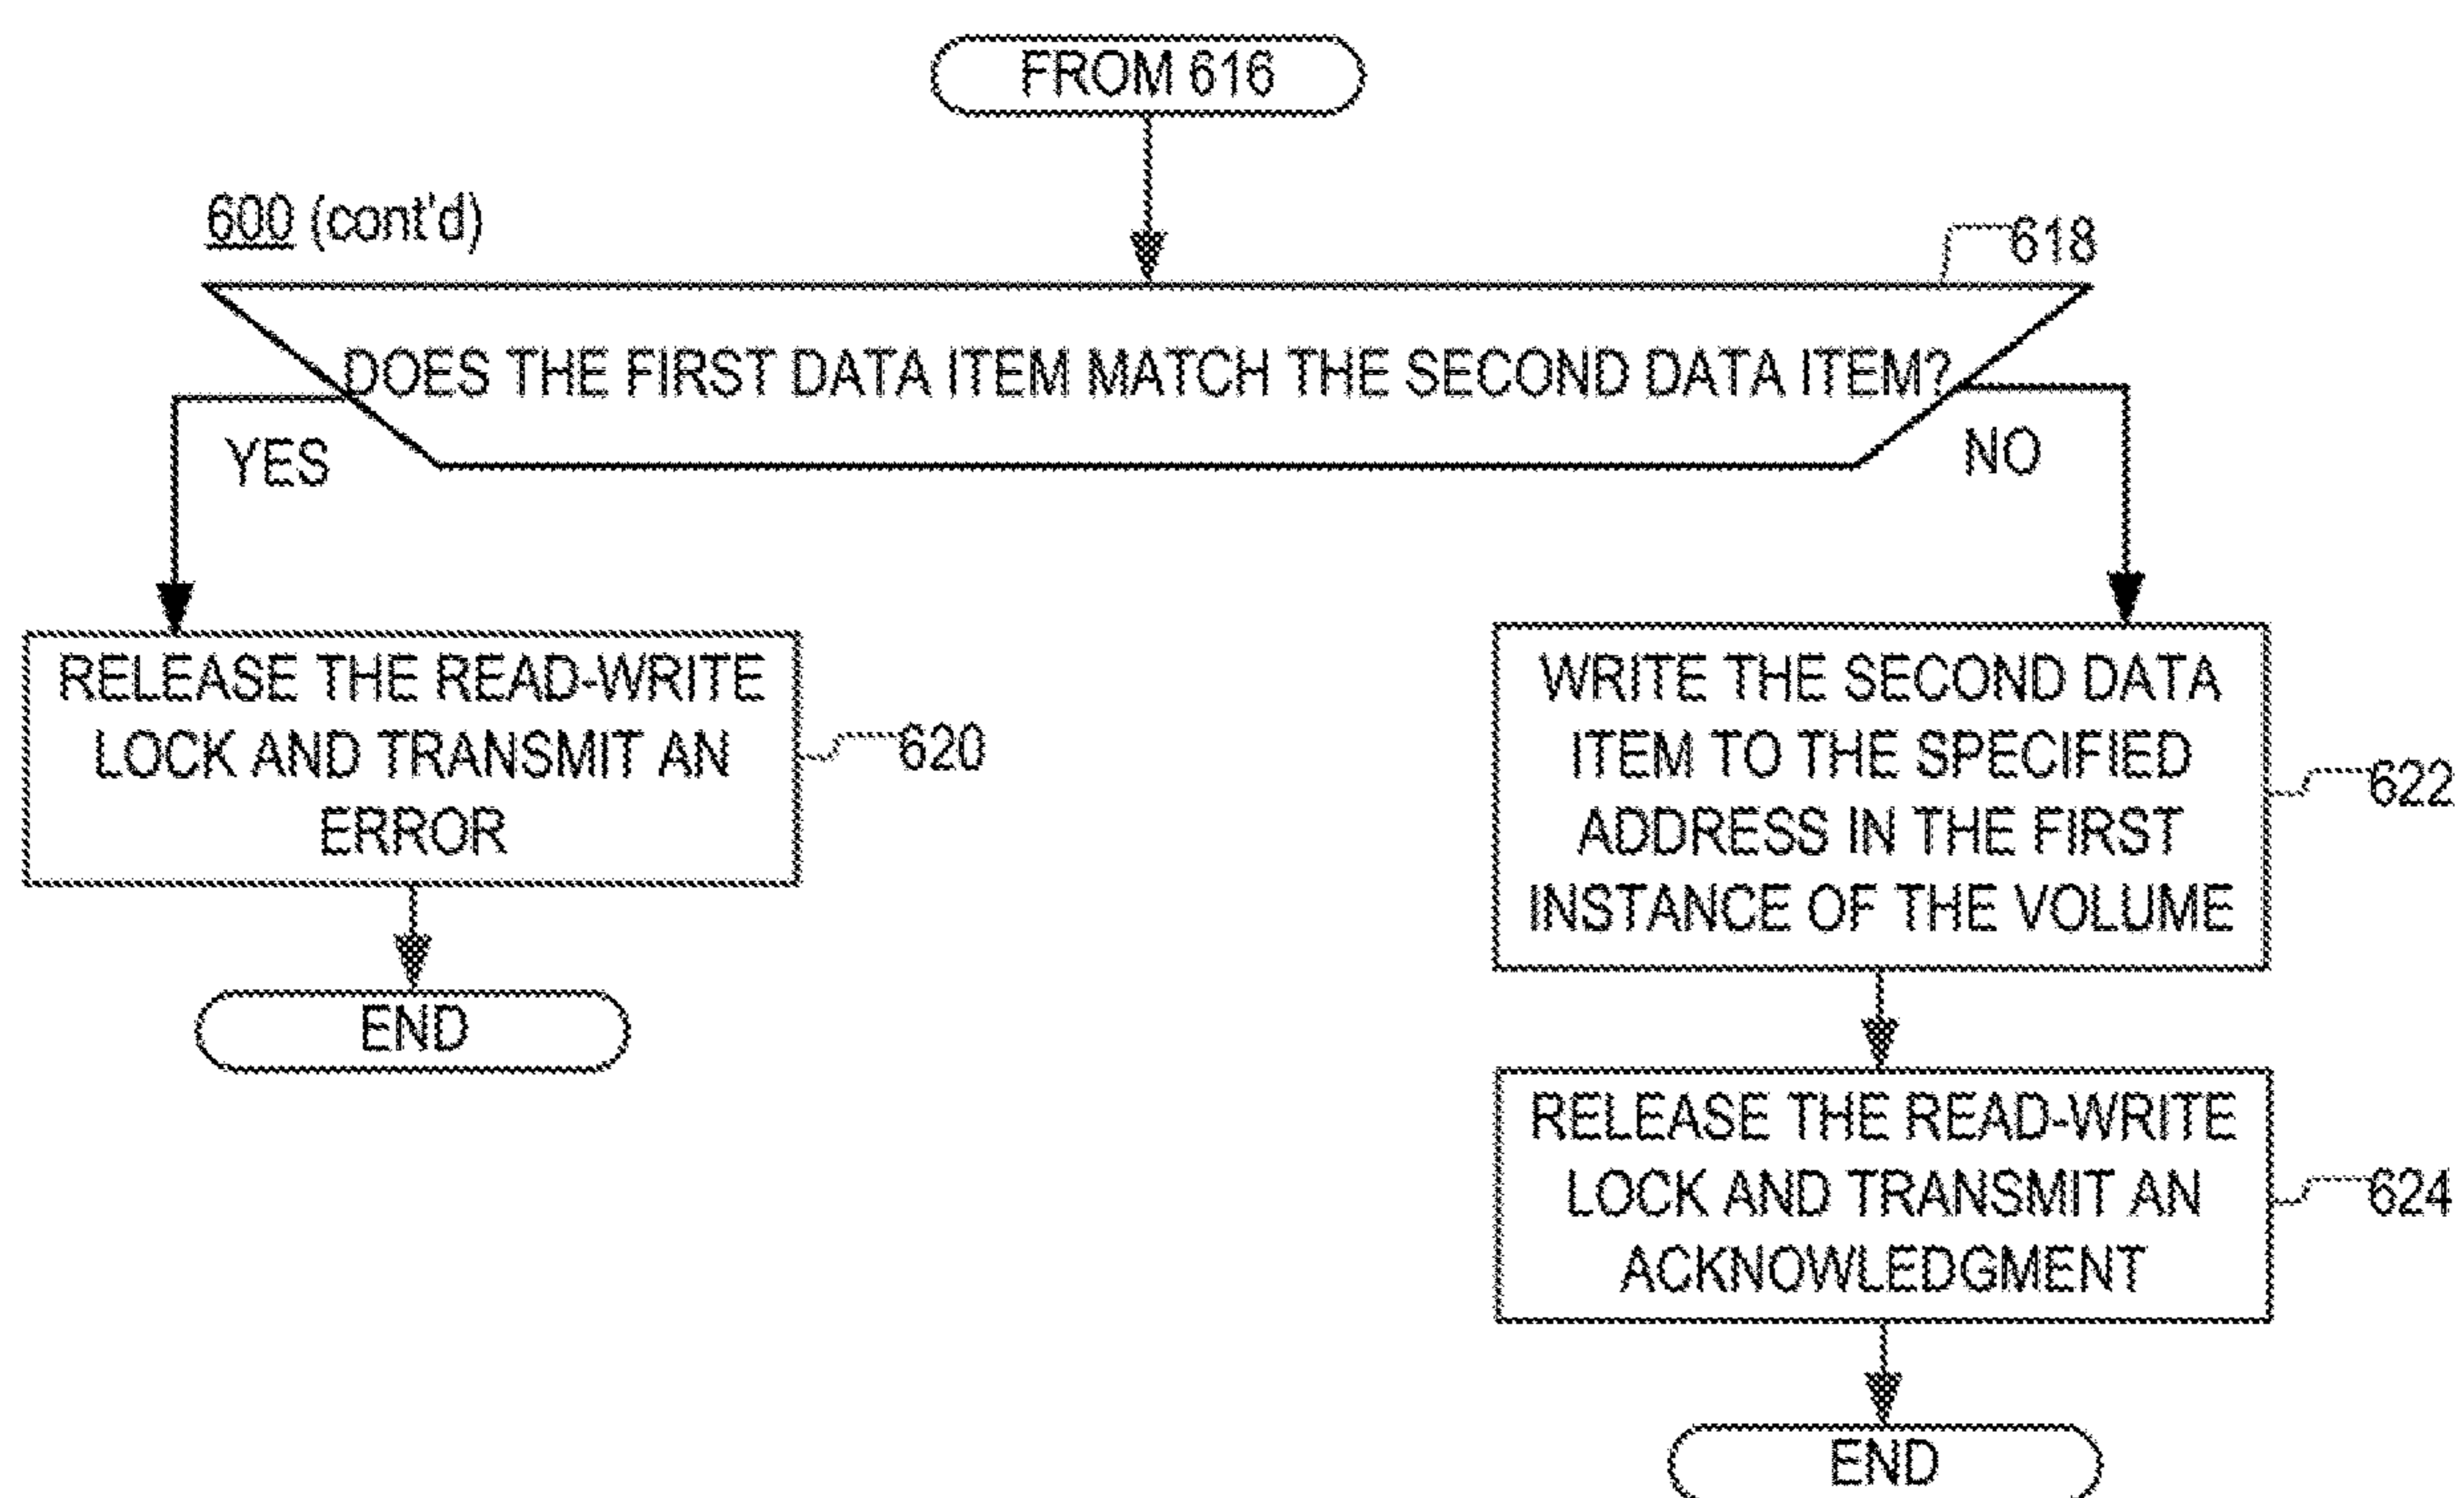 FROM 616
600 (cont'd)
618
DOES THE FIRST DATA ITEM MATCH THE SECOND DATA ITEM?
YES
NO
RELEASE THE READ-WRITE
LOCK AND TRANSMIT AN
ERROR
620
END
WRITE THE SECOND DATA
ITEM TO THE SPECIFIED
ADDRESS IN THE FIRST
INSTANCE OF THE VOLUME
622
RELEASE THE READ-WRITE
LOCK AND TRANSMIT AN
ACKNOWLEDGMENT
624
END